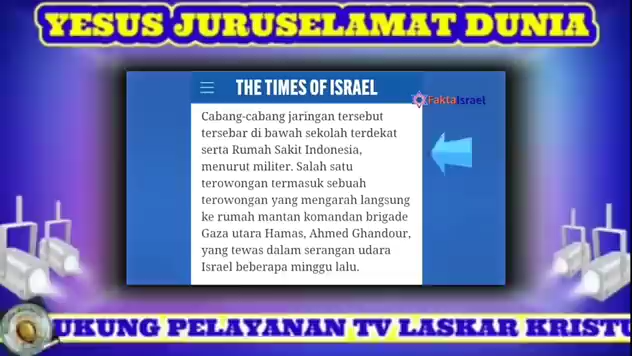 YESUS JURUSELAMAT DUNIA
THE TIMES OF ISRAEL
FaktaIsrael
Cabang-cabang jaringan tersebut
tersebar di bawah sekolah terdekat
serta Rumah Sakit Indonesia,
menurut militer. Salah satu
terowongan termasuk sebuah
terowongan yang mengarah langsung
ke rumah mantan komandan brigade
Gaza utara Hamas, Ahmed Ghandour,
yang tewas dalam serangan udara
Israel beberapa minggu lalu.
UKUNG PELAYANAN TV LASKAR KRISTU